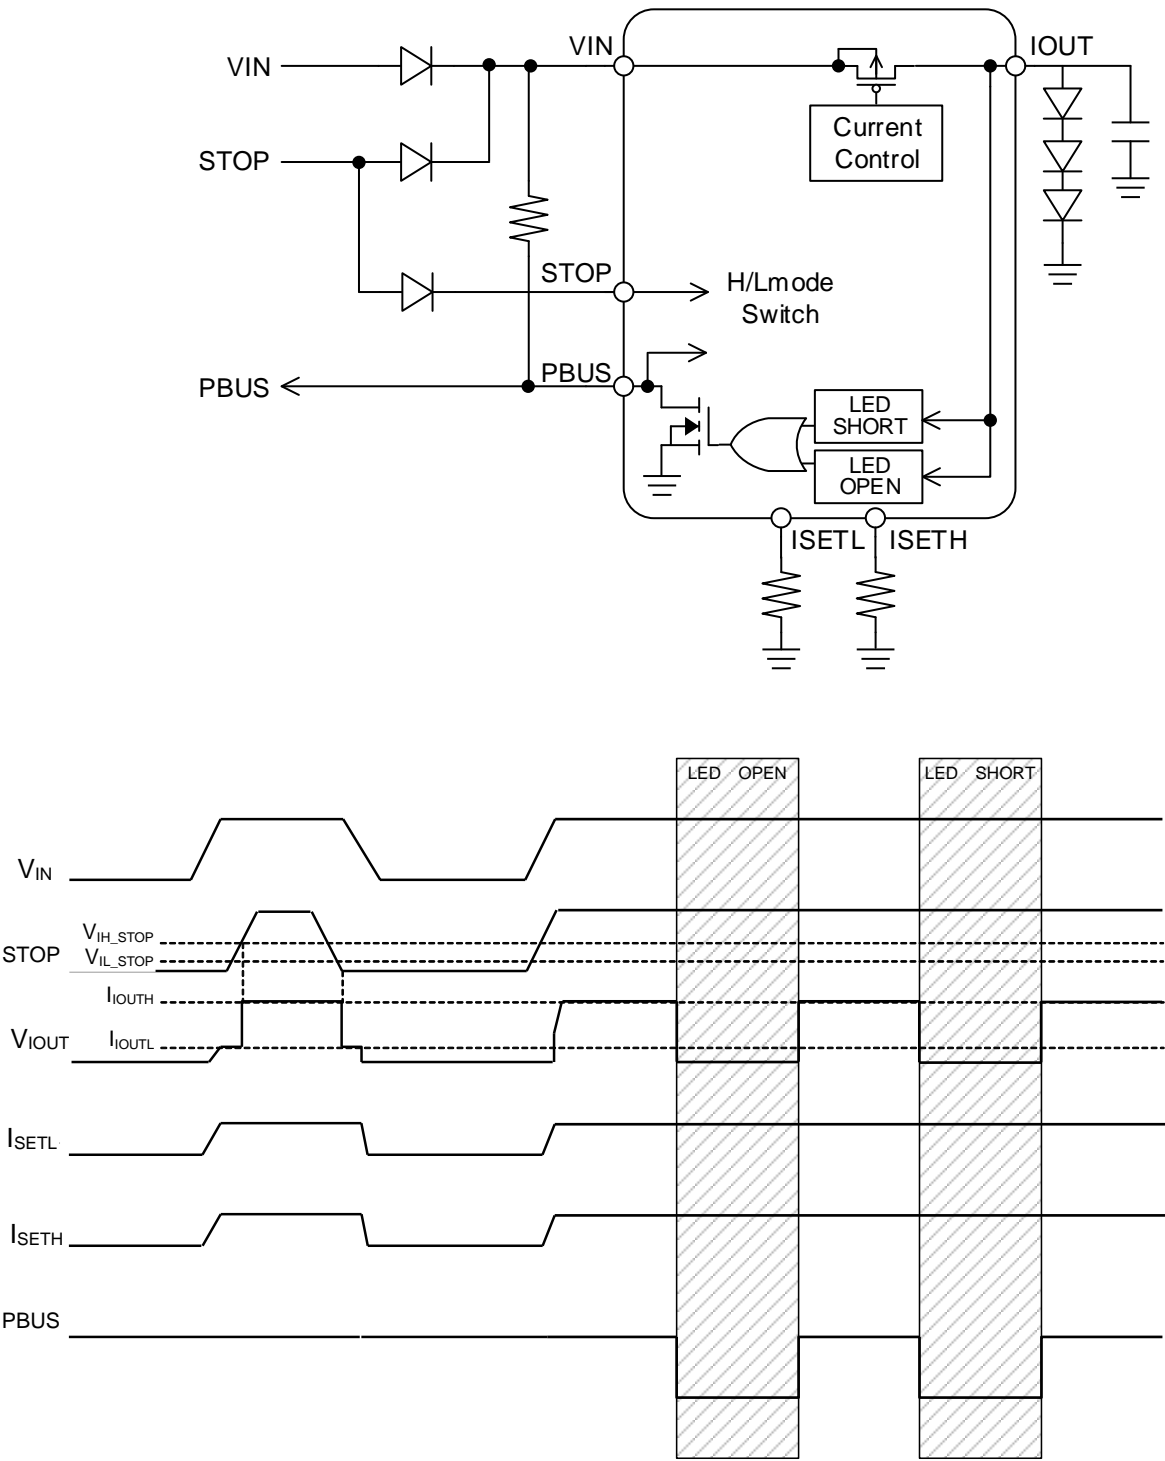 VIN
VIN
IOUT
Current
Control
STOP
STOP
H/Lmode
Switch
PBUS
PBUS
LED
SHORT
LED
OPEN
ISETL
ISETH
LED OPEN
LED SHORT
VIN
STOP
VIH_STOP
VIL_STOP
IIOUTH
VIOUT
IIOUTL
ISETL
ISETH
PBUS